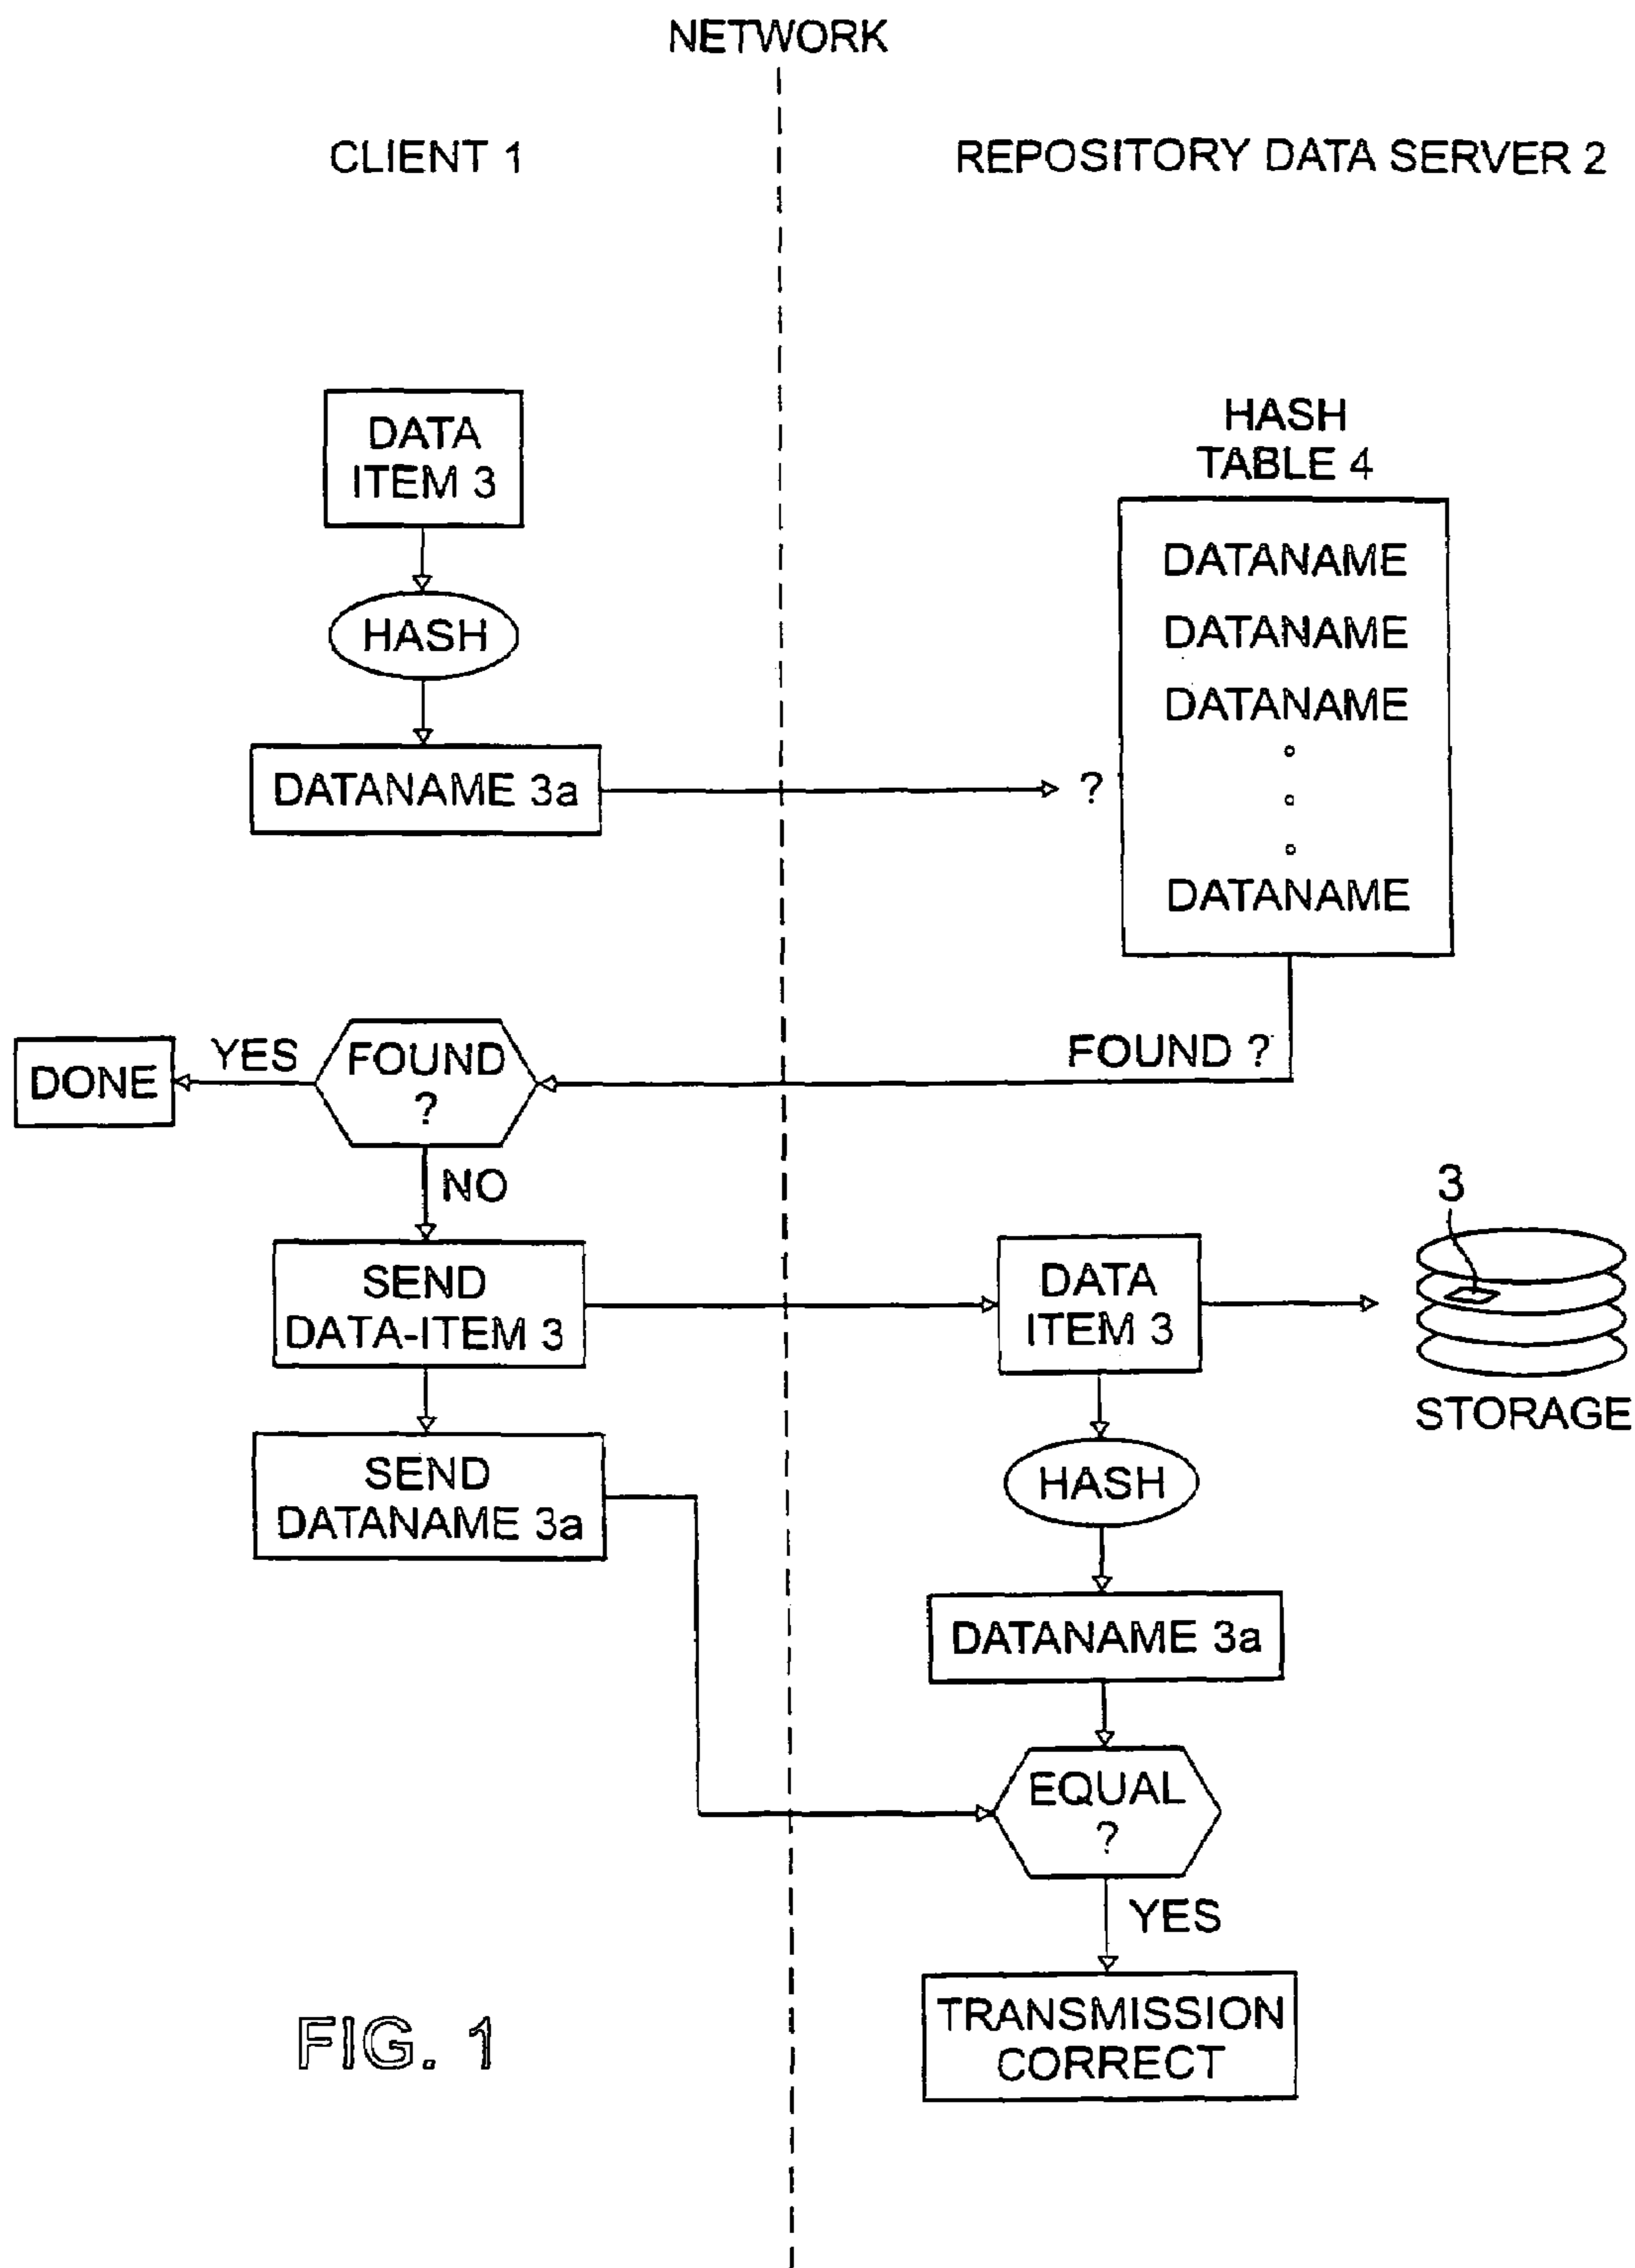 NETWORK
CLIENT 1
REPOSITORY DATA SERVER 2
DATA
ITEM 3
HASH
DATANAME 3a
HASH
TABLE 4
DATANAME
DATANAME
DATANAME
?
DATANAME
FOUND ?
FOUND
?
YES
DONE
NO
SEND
DATA-ITEM 3
SEND
DATANAME 3a
DATA
ITEM 3
3
STORAGE
HASH
DATANAME 3a
EQUAL
?
YES
TRANSMISSION
CORRECT
FIG. 1